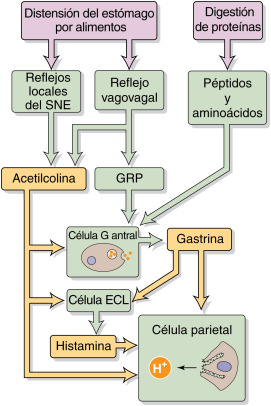 Distensión del estómago
por alimentos
Digestión
de proteínas
Reflejos
locales
del SNE
Reflejo
vagovagal
Péptidos
y
aminoácidos
Acetilcolina
GRP
Célula G antral
Gastrina
Célula ECL
Histamina
Célula parietal
H+